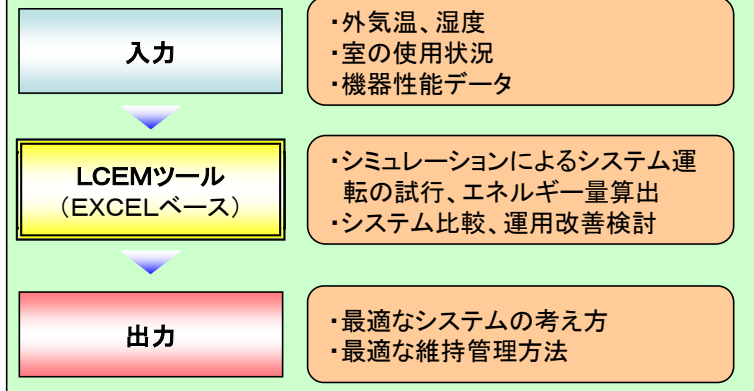 入力
・外気温、湿度
・室の使用状況
・機器性能データ
LCEMツール
（EXCELベース）
・シミュレーションによるシステム運
転の試行、エネルギー量算出
・システム比較、運用改善検討
出力
・最適なシステムの考え方
・最適な維持管理方法